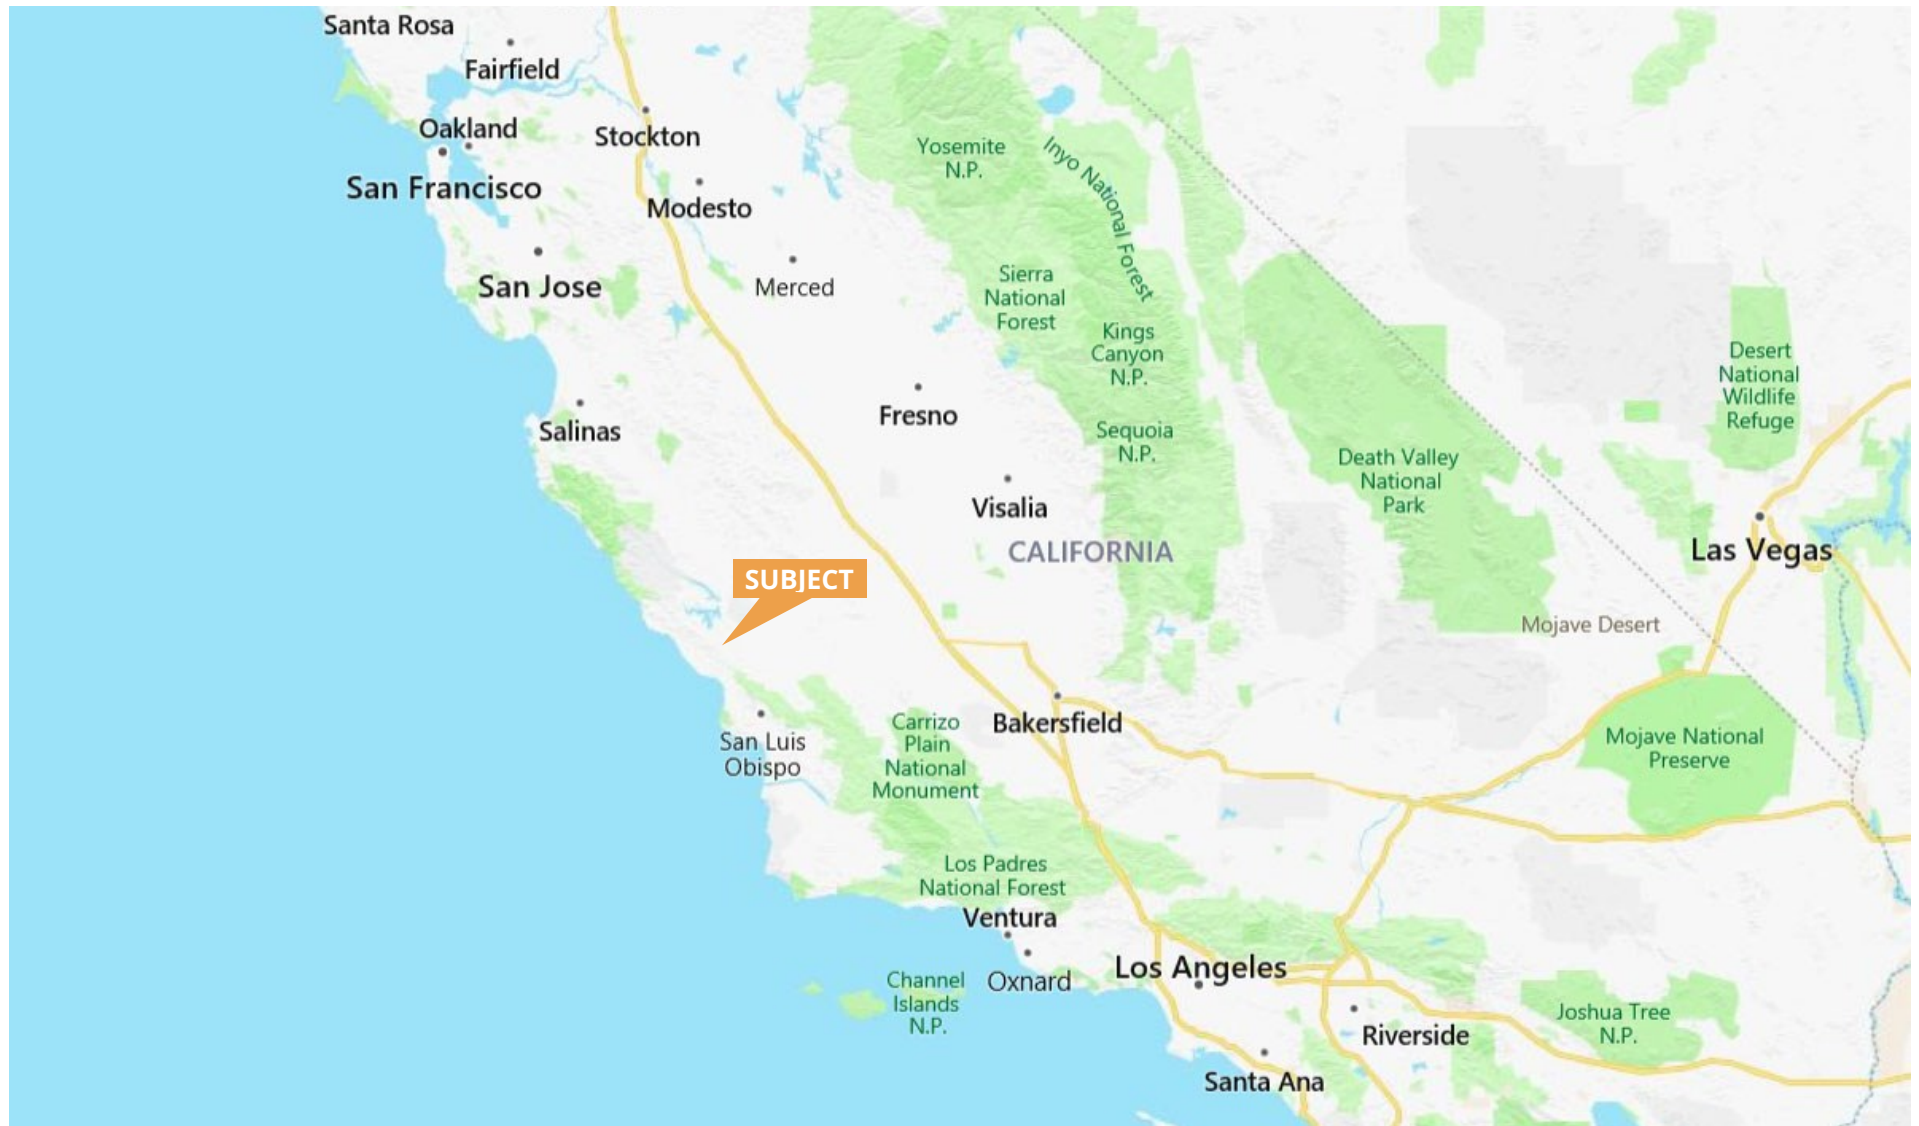 Santa Rosa
Fairfield
Oakland
Stockton
San Francisco
Modesto
San Jose
Merced
Yosemite
N.P.
Inyo National Forest
Sierra
National
Forest
Kings
Canyon
N.P.
Desert
National
Wildlife
Refuge
Salinas
Fresno
Sequoia
N.P.
Death Valley
National
Park
Visalia
CALIFORNIA
Las Vegas
SUBJECT
Mojave Desert
San Luis
Obispo
Carrizo
Plain
National
Monument
Bakersfield
Mojave National
Preserve
Los Padres
National Forest
Ventura
Los Angeles
Channel
Islands
N.P.
Oxnard
Riverside
Joshua Tree
N.P.
Santa Ana